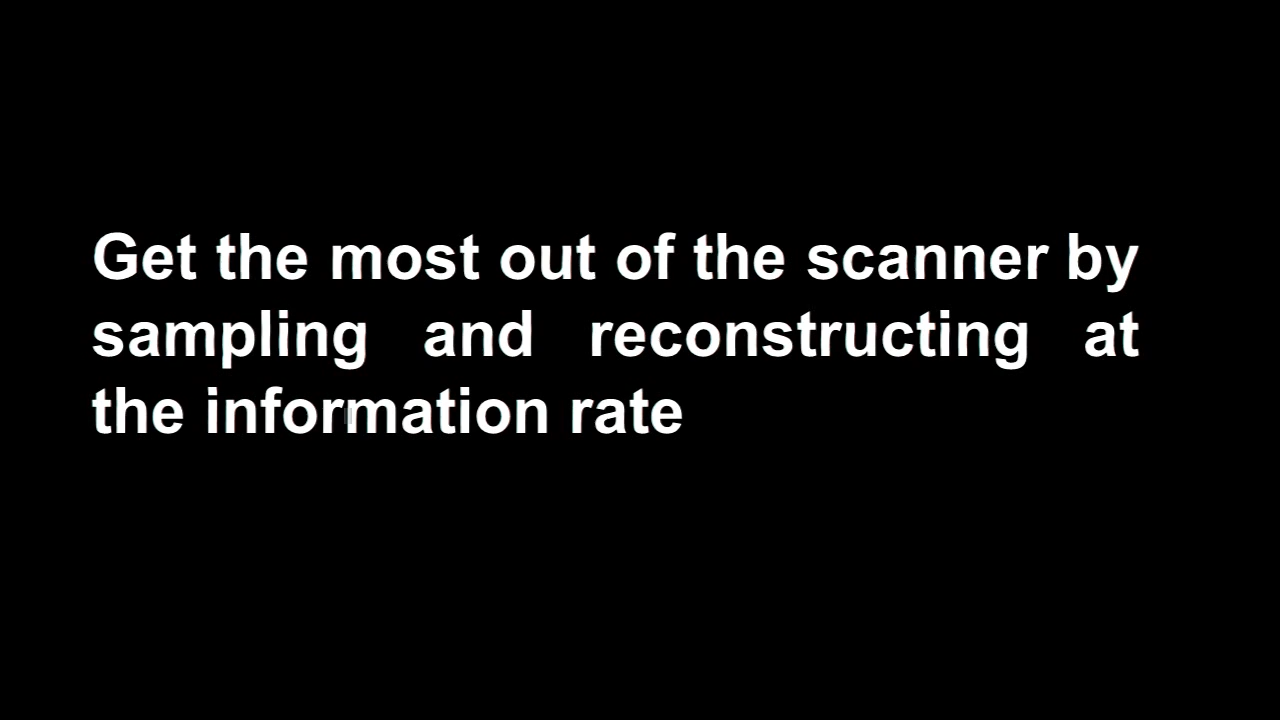 Get the most out of the scanner by
sampling and reconstructing at
the information rate